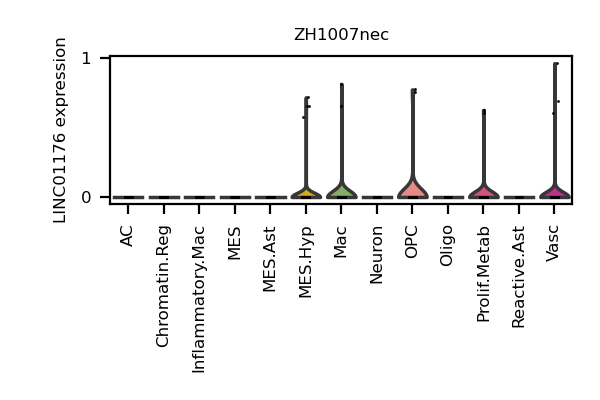 ZH1007nec
LINC01176 expression
1
0
AC
Chromatin.Reg
Inflammatory.Mac
MES
MES.Ast
MES.Hyp
Mac
Neuron
OPC
Oligo
Prolif.Metab
Reactive.Ast
Vasc